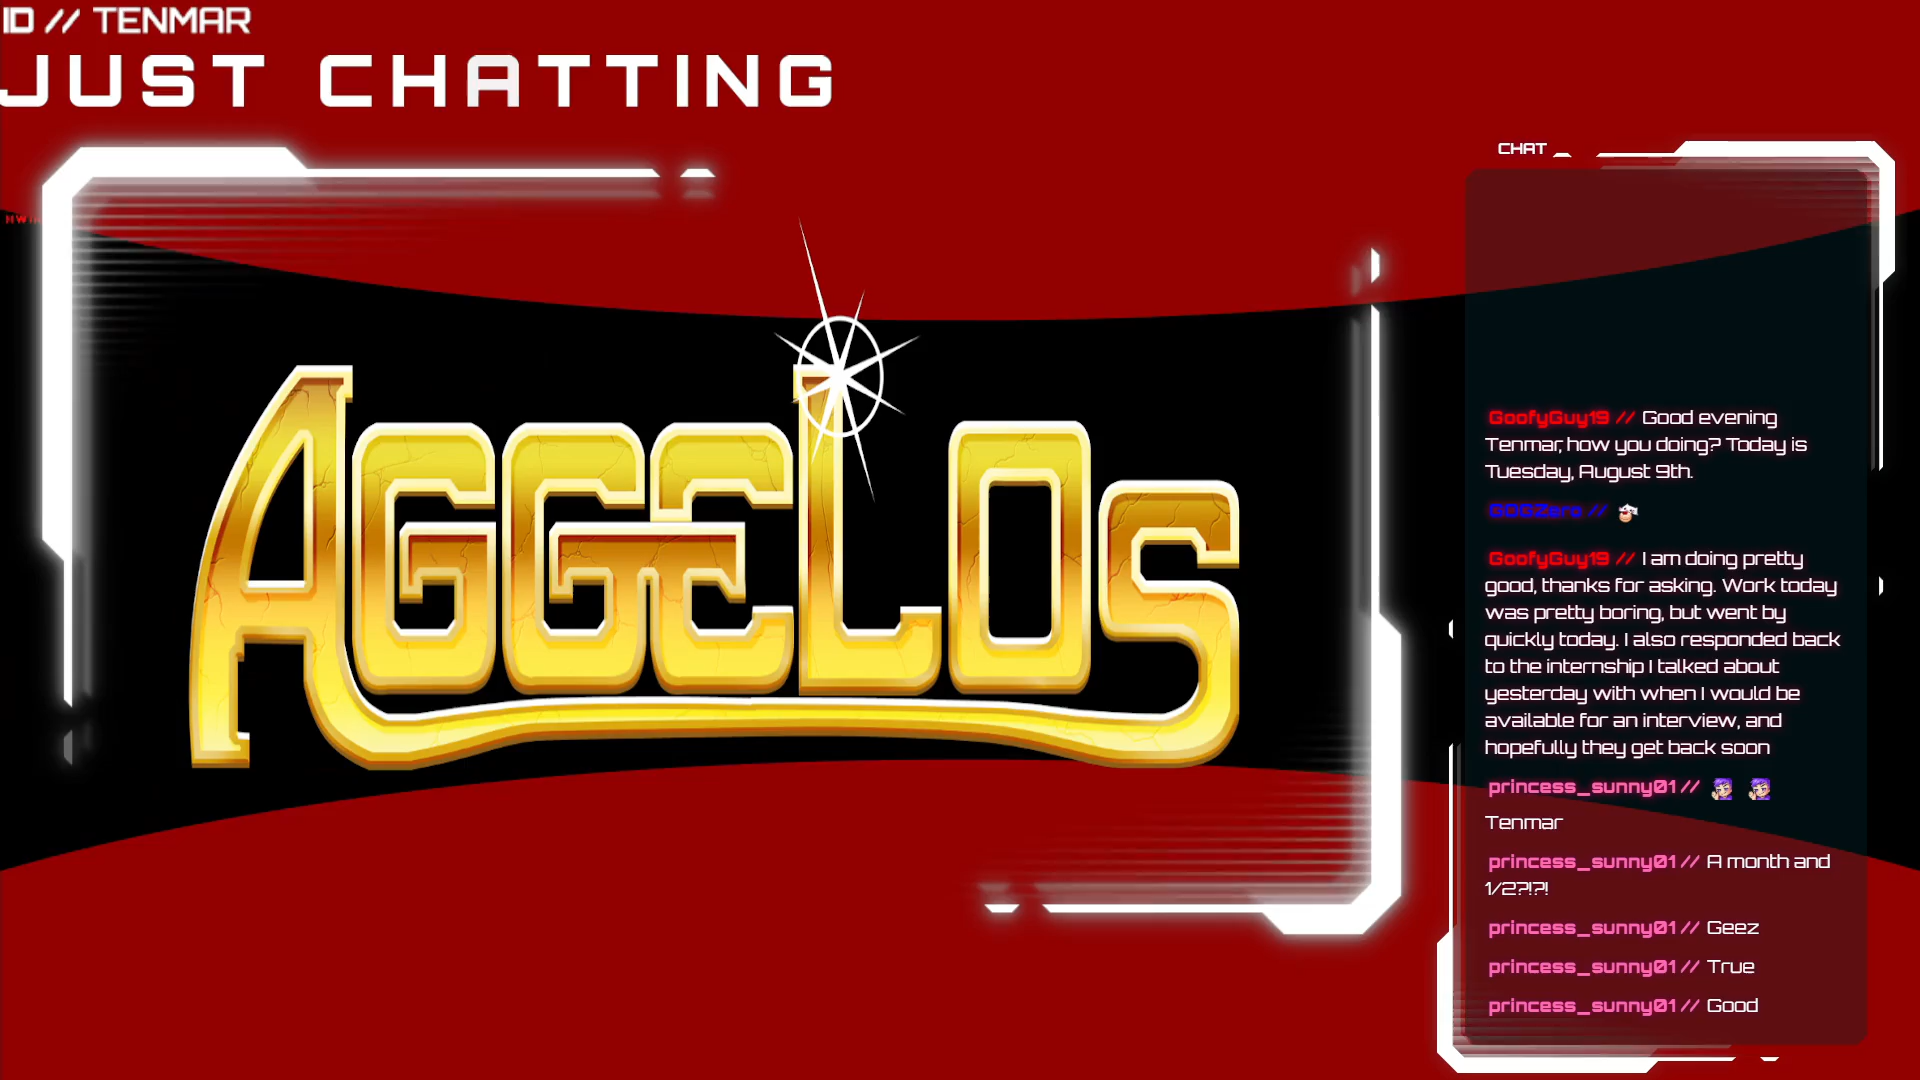 ID // TENMAR
JUST CHATTING
AGGELOS
CHAT
GoofyGuy19 // Good evening
Tenmar, how you doing? Today is
Tuesday, August 9th.
GDGZero //
GoofyGuy19 // I am doing pretty
good, thanks for asking. Work today
was pretty boring, but went by
quickly today. I also responded back
to the internship I talked about
yesterday with when I would be
available for an interview, and
hopefully they get back soon
princess_sunny01 //
Tenmar
princess_sunny01 // A month and
1/2?!?!
princess_sunny01 // Geez
princess_sunny01 // True
princess_sunny01 // Good